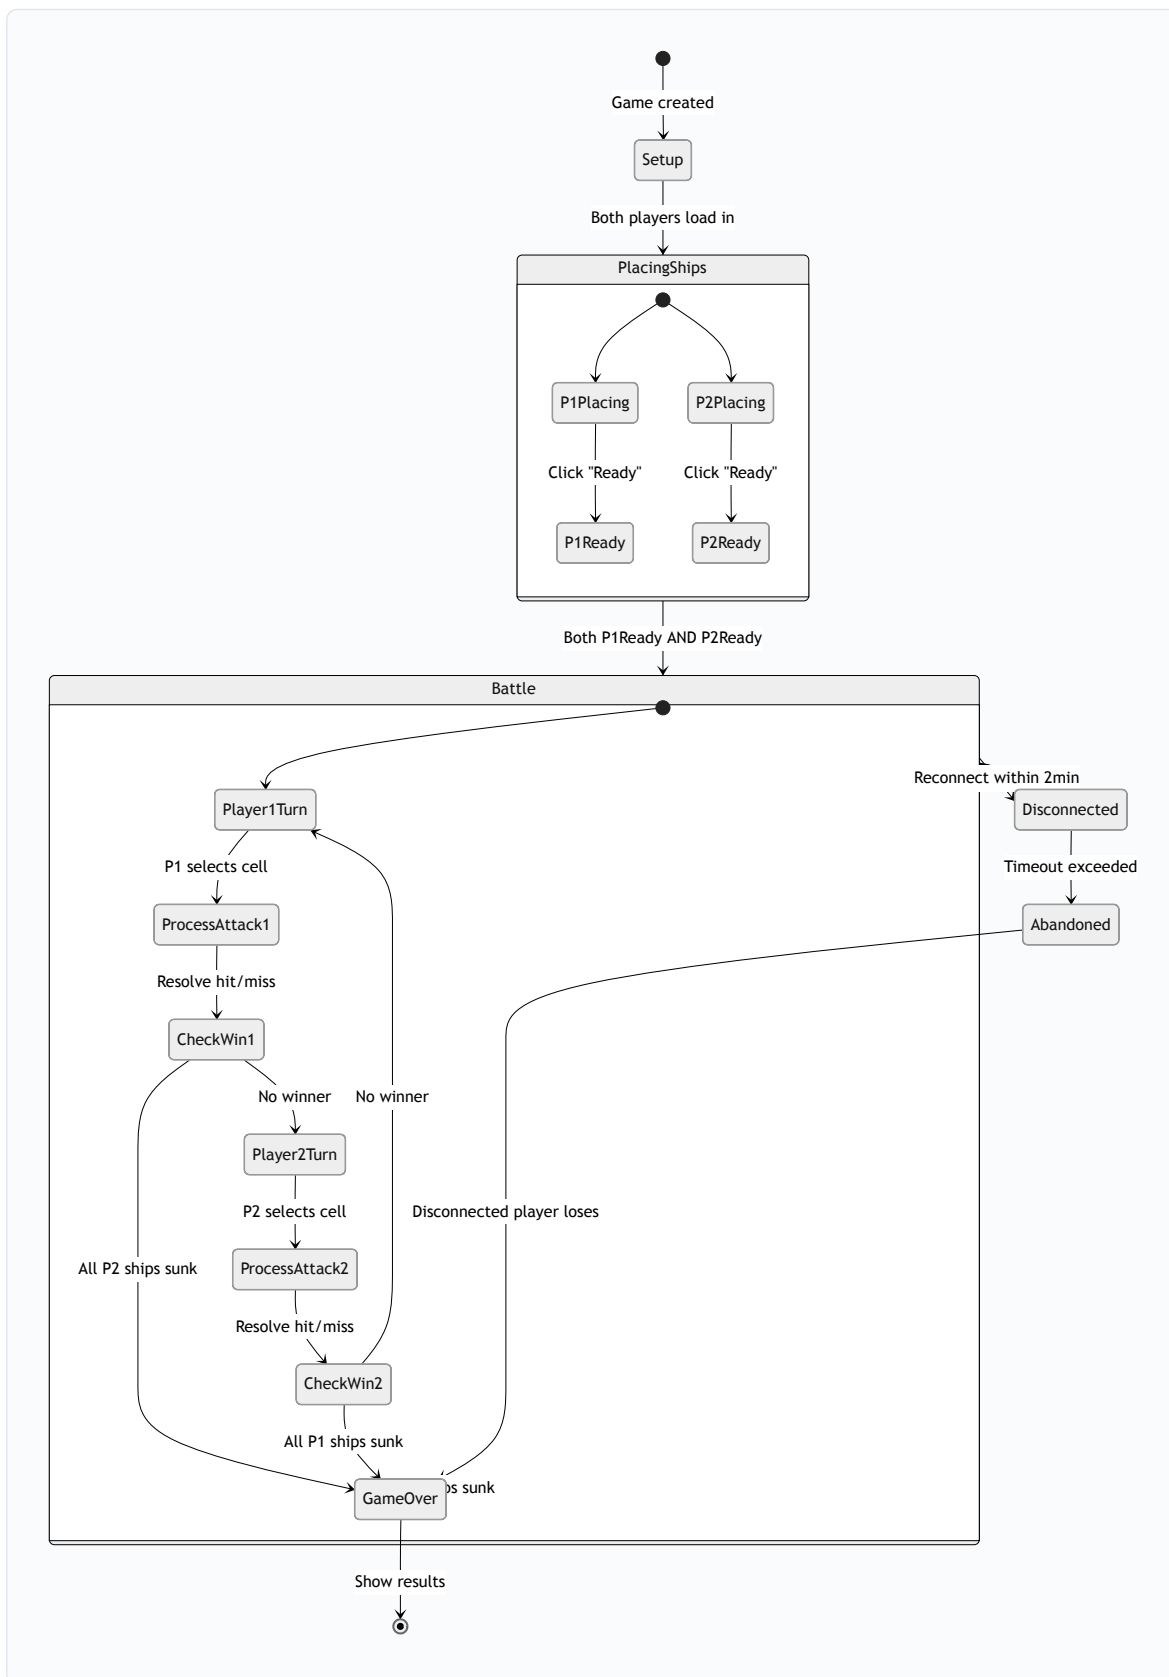 Game created
Setup
Both players load in
PlacingShips
P1Placing
P2Placing
Click "Ready"
Click "Ready"
P1Ready
P2Ready
Both P1Ready AND P2Ready
Battle
Reconnect within 2min
Player1Turn
Disconnected
P1 selects cell
Timeout exceeded
ProcessAttack1
Abandoned
Resolve hit/miss
CheckWin1
No winner
No winner
Player2Turn
P2 selects cell
Disconnected player loses
All P2 ships sunk
ProcessAttack2
Resolve hit/miss
CheckWin2
All P1 ships sunk
sunk
GameOver
Show results